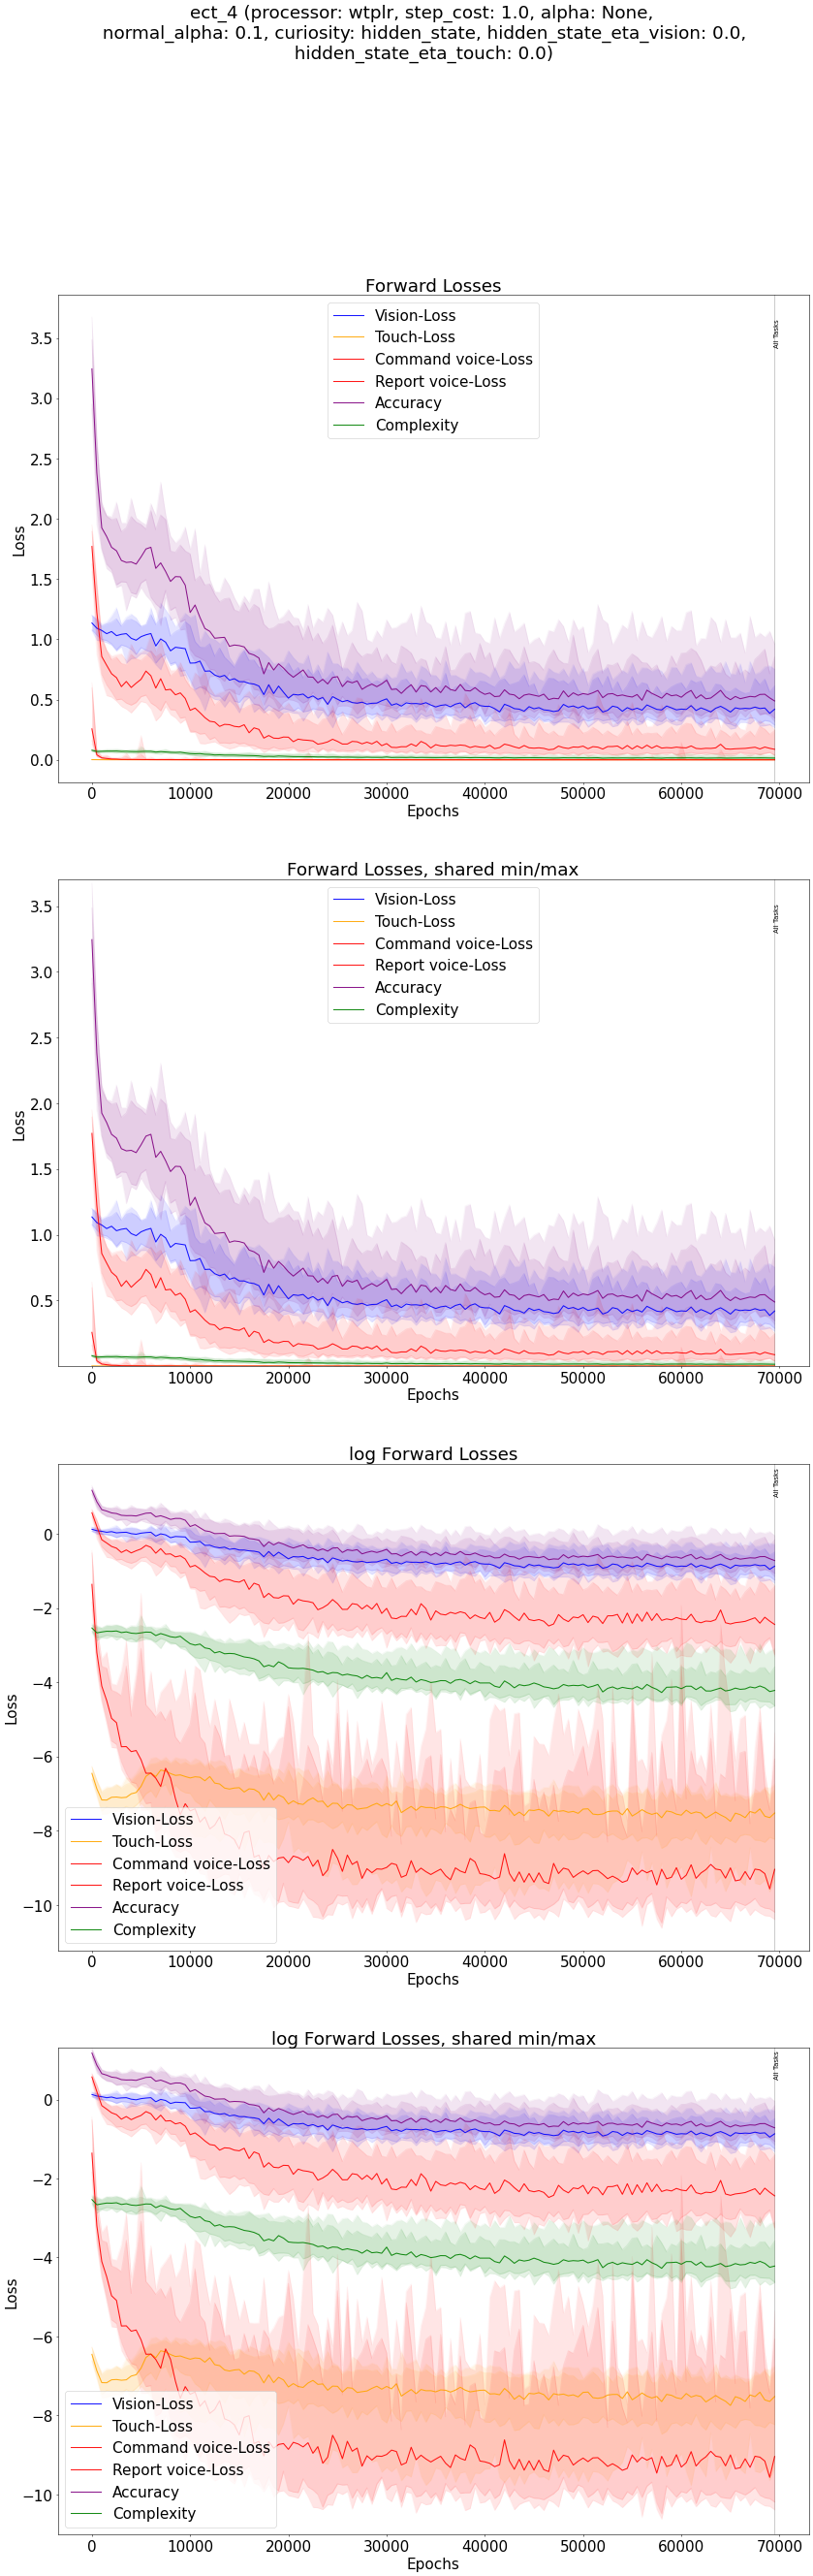 ect_4 (processor: wtplr, step_cost: 1.0, alpha: None,
normal_alpha: 0.1, curiosity: hidden_state, hidden_state_eta_vision: 0.0,
hidden_state_eta_touch: 0.0)
Forward Losses
Vision-Loss
Touch-Loss
Command voice-Loss
Report voice-Loss
Accuracy
Complexity
All Tasks
3.5
3.0
2.5
2.0
1.5
1.0
0.5
0.0
Loss
0 10000 20000 30000 40000 50000 60000 70000
Epochs
Forward Losses, shared min/max
Vision-Loss
Touch-Loss
Command voice-Loss
Report voice-Loss
Accuracy
Complexity
All Tasks
3.5
3.0
2.5
2.0
1.5
1.0
0.5
Loss
0 10000 20000 30000 40000 50000 60000 70000
Epochs
log Forward Losses
All Tasks
0
−2
−4
−6
−8
−10
Loss
Vision-Loss
Touch-Loss
Command voice-Loss
Report voice-Loss
Accuracy
Complexity
0 10000 20000 30000 40000 50000 60000 70000
Epochs
log Forward Losses, shared min/max
All Tasks
0
−2
−4
−6
−8
−10
Loss
Vision-Loss
Touch-Loss
Command voice-Loss
Report voice-Loss
Accuracy
Complexity
0 10000 20000 30000 40000 50000 60000 70000
Epochs